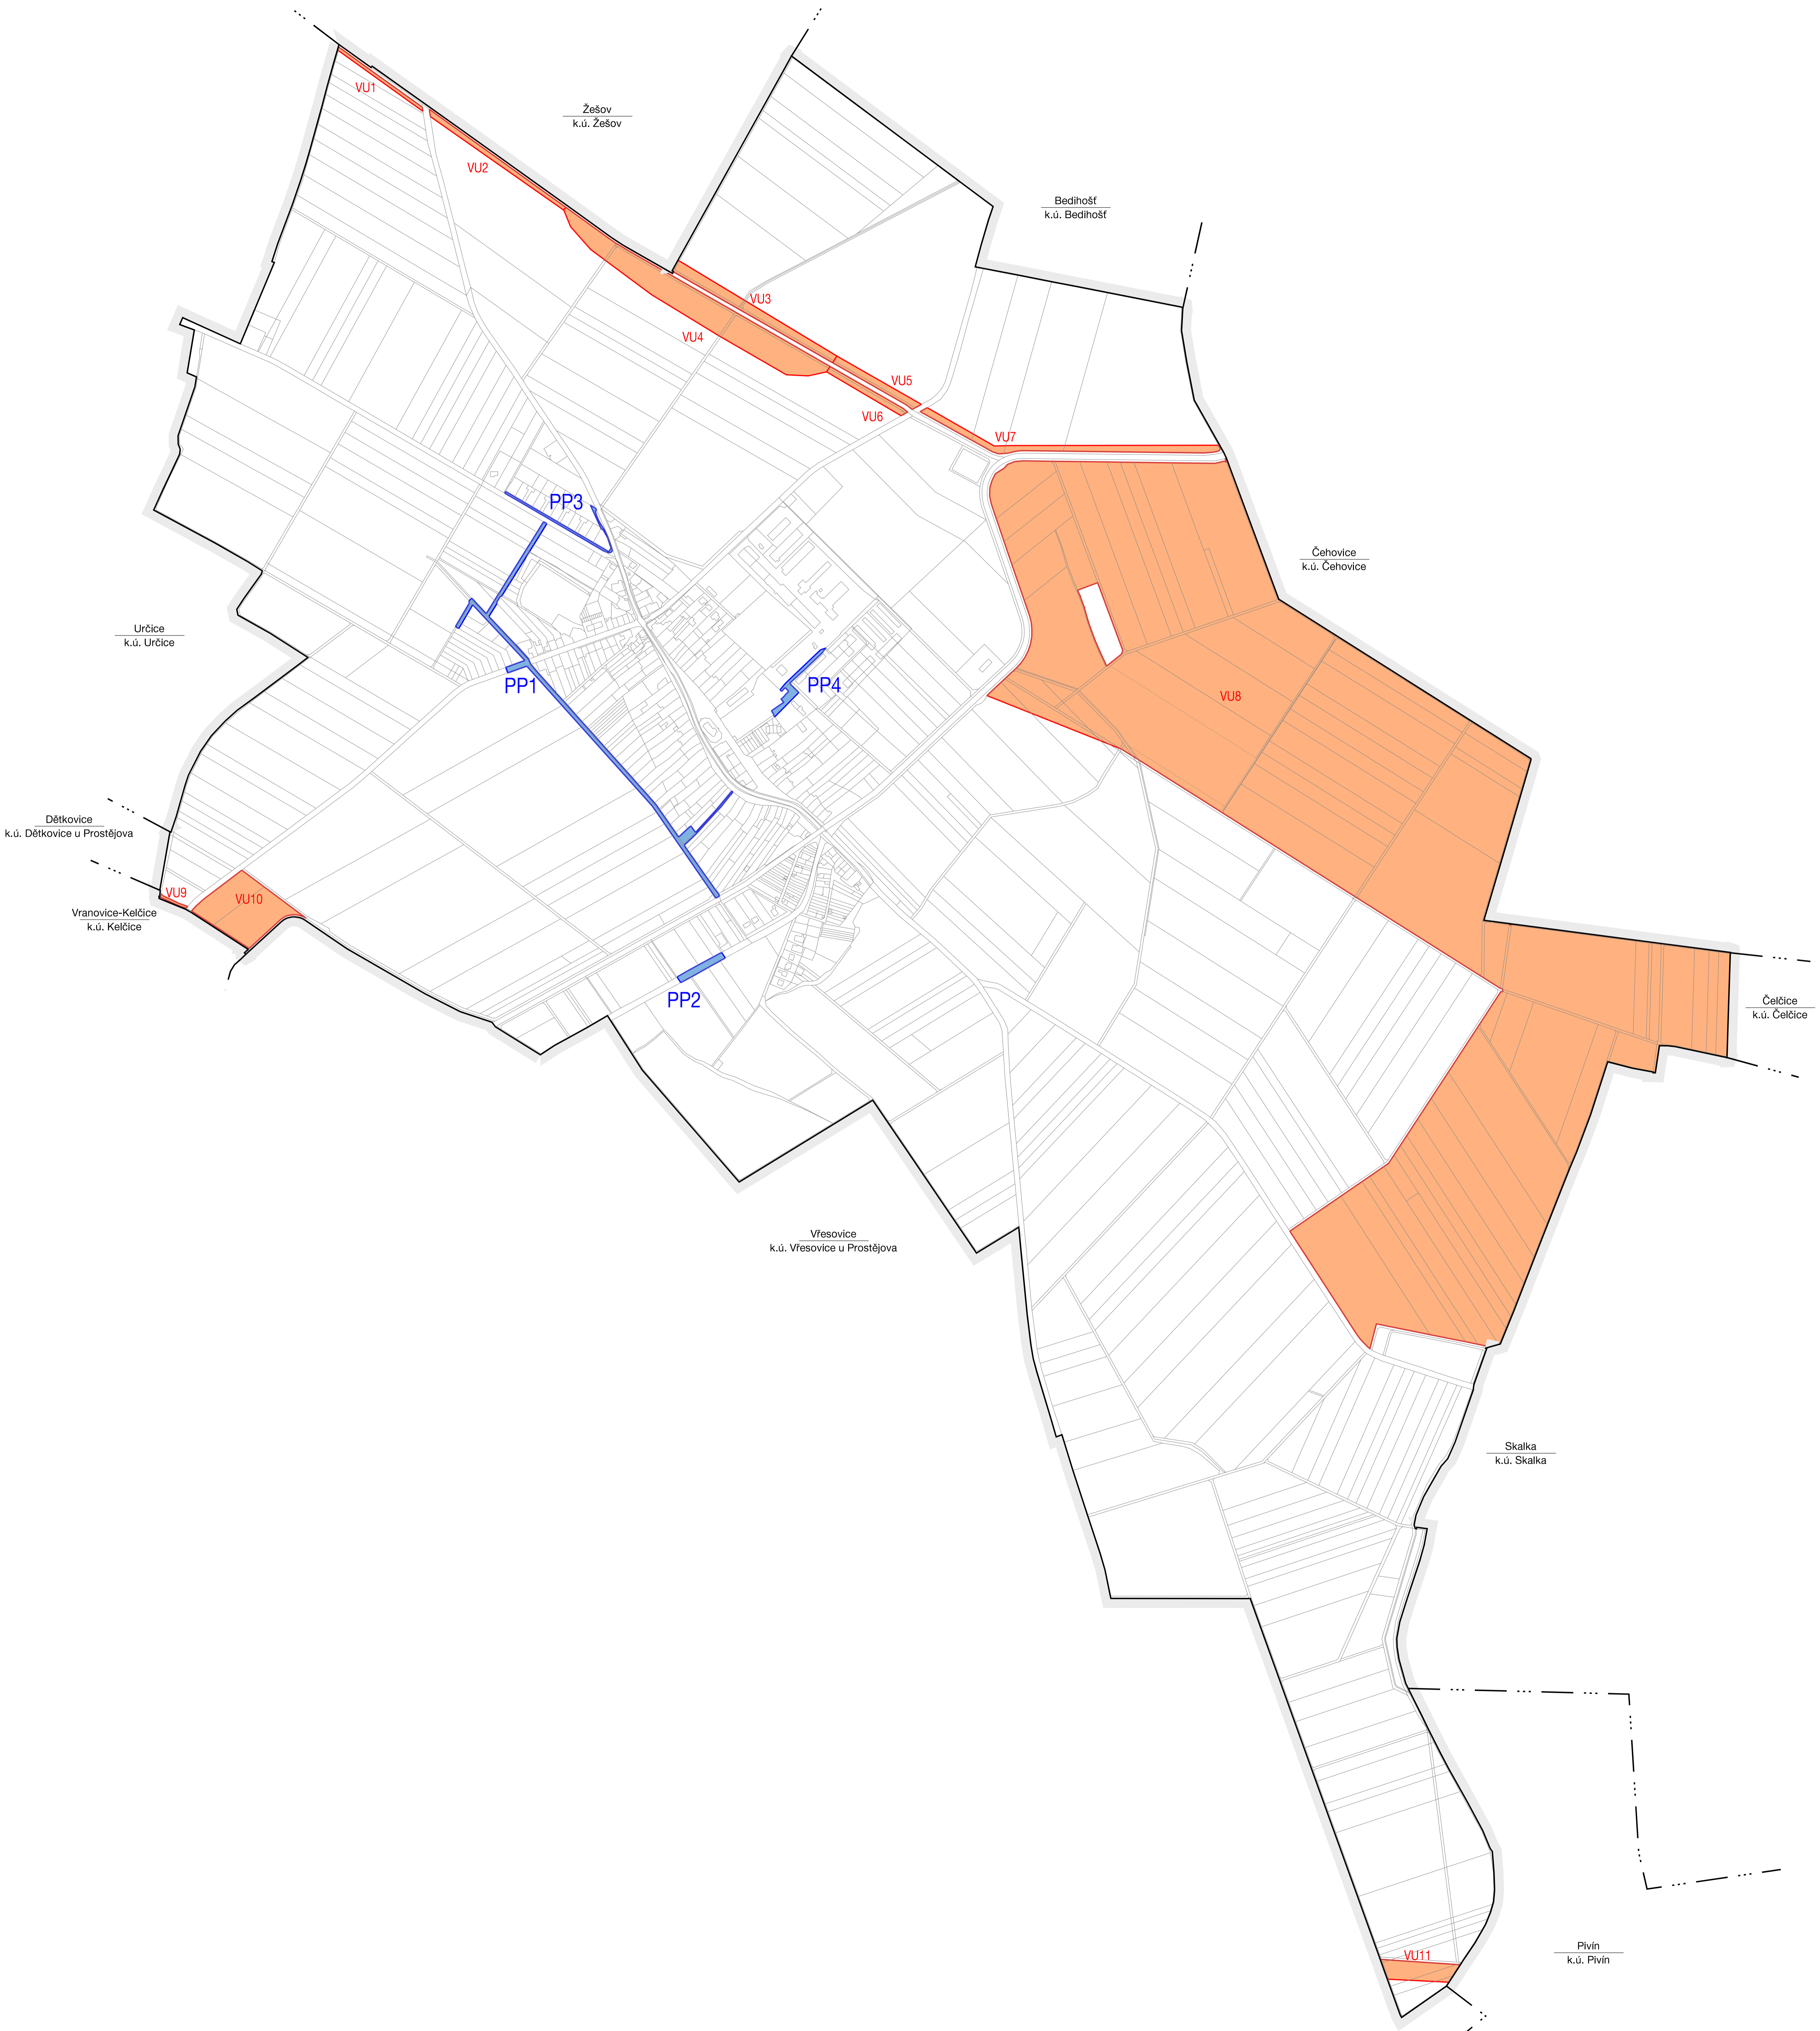 VU1
Žešov
k.ú. Žešov
VU2
Bedihošť
k.ú. Bedihošť
VU3
VU4
VU5
VU6
VU7
PP3
Čehovice
k.ú. Čehovice
Určice
k.ú. Určice
PP1
PP4
VU8
Dětkovice
k.ú. Dětkovice u Prostějova
VU9
VU10
Vranovice-Kelčice
k.ú. Kelčice
PP2
Čelčice
k.ú. Čelčice
Vřesovice
k.ú. Vřesovice u Prostějova
Skalka
k.ú. Skalka
Pivín
k.ú. Pivín
VU11